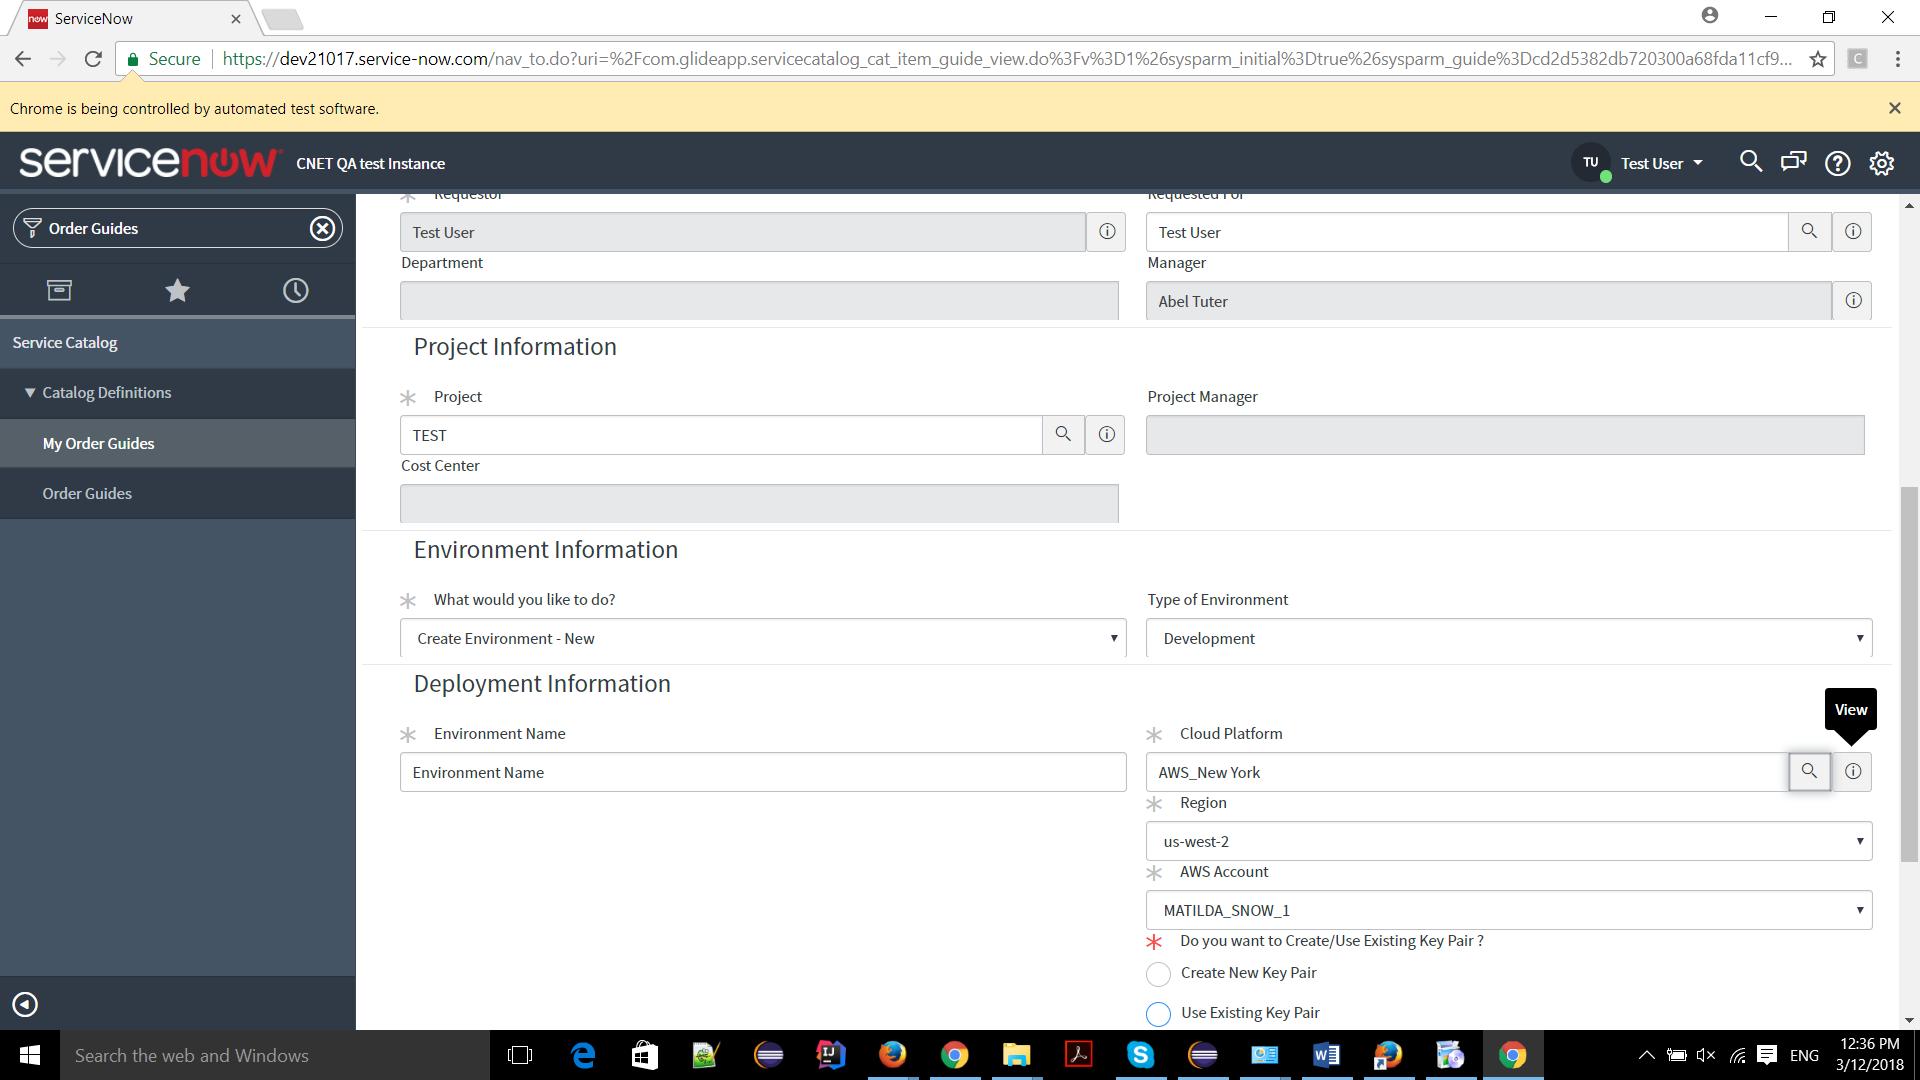 ServiceNow
Secure
https://dev21017.service-now.com/nav_to.do?uri=%2Fcom.glideapp.servicecatalog_cat_item_guide_view.do%3Fv%3D1%26sysparm_initial%3Dtrue%26sysparm_guide%3Dcd2d5382db720300a68fda11cf9...
C
Chrome is being controlled by automated test software.
servicenow
CNET QA test Instance
TU
Test User
Order Guides
Service Catalog
Catalog Definitions
My Order Guides
Order Guides
Requestor
Requested For
Test User
Test User
Department
Manager
Abel Tuter
Project Information
Project
Project Manager
TEST
Cost Center
Environment Information
What would you like to do?
Type of Environment
Create Environment - New
Development
Deployment Information
View
Environment Name
Cloud Platform
Environment Name
AWS_New York
Region
us-west-2
AWS Account
MATILDA_SNOW_1
Do you want to Create/Use Existing Key Pair ?
Create New Key Pair
Use Existing Key Pair
Search the web and Windows
ENG
12:36 PM
3/12/2018